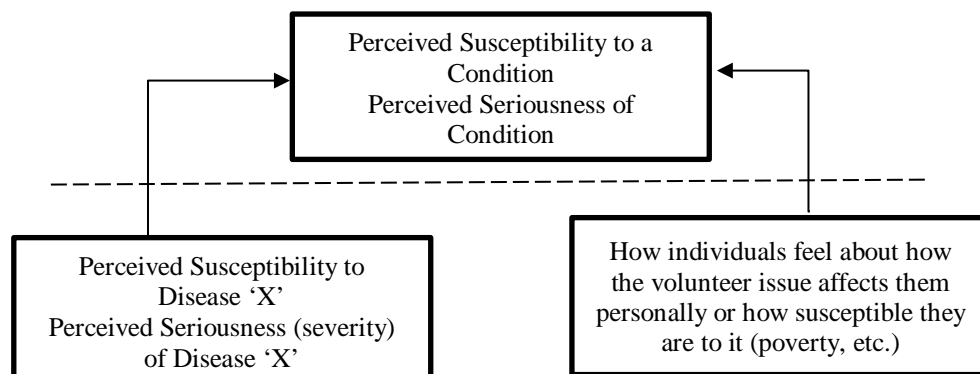 Perceived Susceptibility to a
Condition
Perceived Seriousness of
Condition
Perceived Susceptibility to
Disease ‘X’
Perceived Seriousness (severity)
of Disease ‘X’
How individuals feel about how
the volunteer issue affects them
personally or how susceptible they
are to it (poverty, etc.)